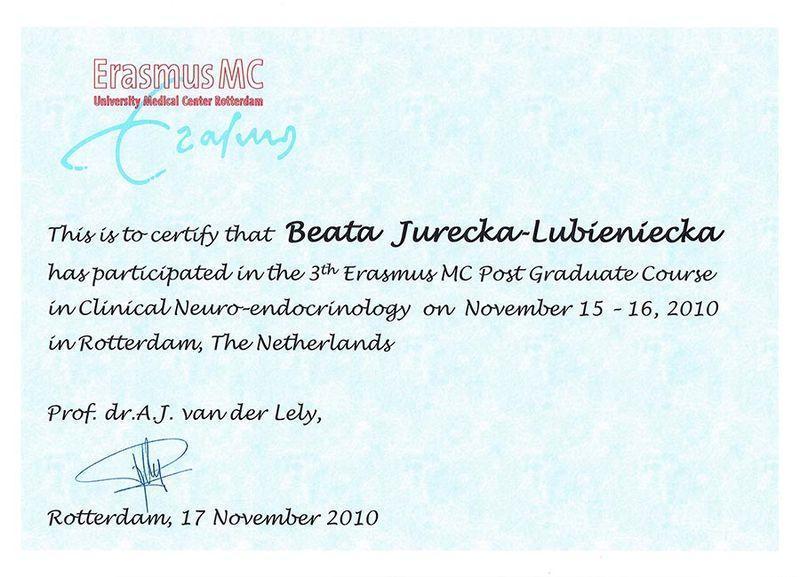 Erasmus MC
University Medical Center Rotterdam
Erasmus
This is to certify that Beata Jurecka-Lubieniecka
has participated in the 3th Erasmus MC Post Graduate Course
in Clinical Neuro-endocrinology on November 15 - 16, 2010
in Rotterdam, The Netherlands
Prof. dr.A.J. van der Lely,
Rotterdam, 17 November 2010